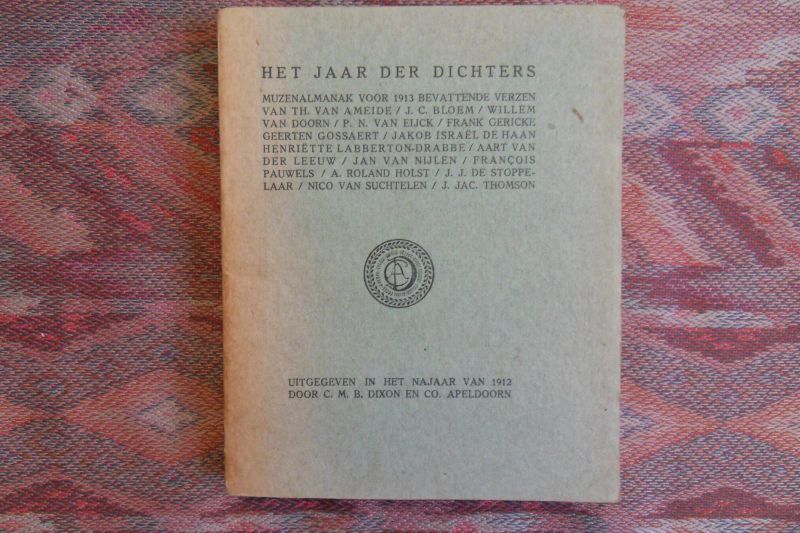 HET JAAR DER DICHTERS
MUZENALMANAK VOOR 1913 BEVATTENDE VERZEN
VAN TH. VAN AMEIDE / J. C. BLOEM / WILLEM
VAN DOORN / P. N. VAN EIJCK / FRANK GERICKE
GEERTEN GOSSAERT / JAKOB ISRAËL DE HAAN
HENRIËTTE LABBERTON-DRABBE / AART VAN
DER LEEUW / JAN VAN NIJLEN / FRANÇOIS
PAUWELS / A. ROLAND HOLST / J. J. DE STOPPE-
LAAR / NICO VAN SUCHTELEN / J. JAC. THOMSON
UITGEGEVEN IN HET NAJAAR VAN 1912
DOOR C. M. B. DIXON EN CO. APELDOORN